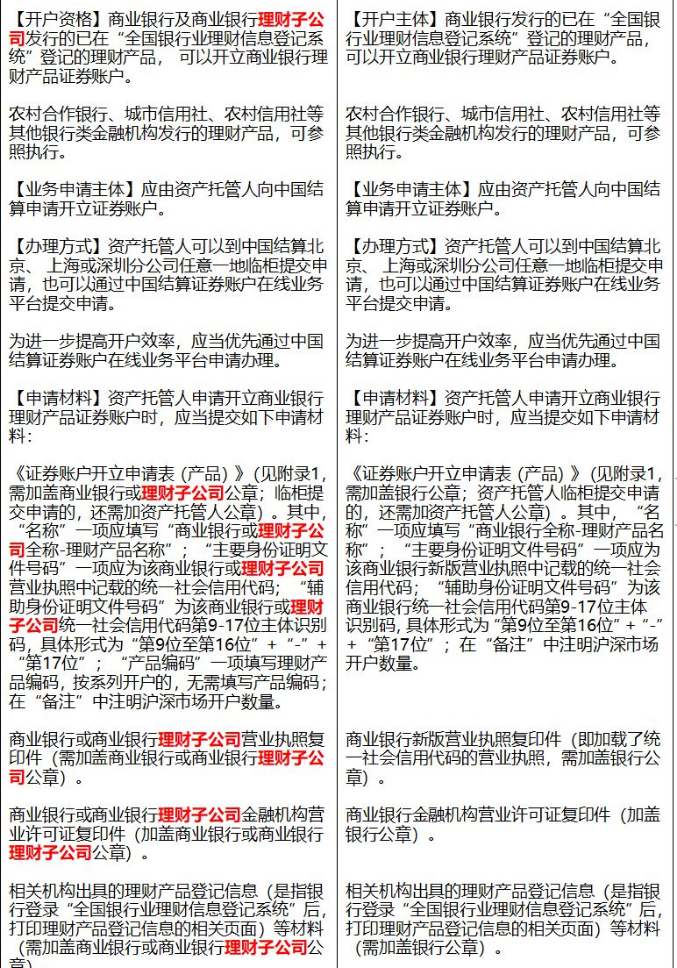 【开户资格】商业银行及商业银行理财子公
司发行的已在“全国银行业理财信息登记系
统”登记的理财产品， 可以开立商业银行理
财产品证券账户。
农村合作银行、城市信用社、农村信用社等
其他银行类金融机构发行的理财产品，可参
照执行。
【业务申请主体】应由资产托管人向中国结
算申请开立证券账户。
【办理方式】资产托管人可以到中国结算北
京、 上海或深圳分公司任意一地临柜提交申
请，也可以通过中国结算证券账户在线业务
平台提交申请。
为进一步提高开户效率，应当优先通过中国
结算证券账户在线业务平台申请办理。
【申请材料】资产托管人申请开立商业银行
理财产品证券账户时，应当提交如下申请材
料：
《证券账户开立申请表（产品）》（见附录1，
需加盖商业银行或理财子公司公章；临柜提
交申请的，还需加资产托管人公章）。其中，
“名称”一项应填写“商业银行或理财子公
司全称-理财产品名称”；“主要身份证明文
件号码”一项应为该商业银行或理财子公司
营业执照中记载的统一社会信用代码；“辅
助身份证明文件号码”为该商业银行或理财
子公司统一社会信用代码第9-17位主体识别
码，具体形式为“第9位至第16位”+“-”+
“第17位”；“产品编码”一项填写理财产
品编码，按系列开户的，无需填写产品编码；
在“备注”中注明沪深市场开户数量。
商业银行或商业银行理财子公司营业执照复
印件（需加盖商业银行或商业银行理财子公
司公章）。
商业银行或商业银行理财子公司金融机构营
业许可证复印件（加盖商业银行或商业银行
理财子公司公章）。
相关机构出具的理财产品登记信息（是指银
行登录“全国银行业理财信息登记系统”后，
打印理财产品登记信息的相关页面）等材料
（需加盖商业银行或商业银行理财子公司公
章）
【开户主体】商业银行发行的已在“全国银
行业理财信息登记系统”登记的理财产品，
可以开立商业银行理财产品证券账户。
农村合作银行、城市信用社、农村信用社等
其他银行类金融机构发行的理财产品，可参
照执行。
【业务申请主体】应由资产托管人向中国结
算申请开立证券账户。
【办理方式】资产托管人可以到中国结算北
京、 上海或深圳分公司任意一地临柜提交申
请，也可以通过中国结算证券账户在线业务
平台提交申请。
为进一步提高开户效率，应当优先通过中国
结算证券账户在线业务平台申请办理。
【申请材料】资产托管人申请开立商业银行
理财产品证券账户时，应当提交如下申请材
料：
《证券账户开立申请表（产品）》（见附录1，
需加盖银行公章；资产托管人临柜提交申请
的，还需加资产托管人公章）。其中，“名
称”一项应填写“商业银行全称-理财产品名
称”；“主要身份证明文件号码”一项应为
该商业银行新版营业执照中记载的统一社会
信用代码；“辅助身份证明文件号码”为该
商业银行统一社会信用代码第9-17位主体
识别码，具体形式为“第9位至第16位”+“-”
+“第17位”；在“备注”中注明沪深市场
开户数量。
商业银行新版营业执照复印件（即加载了统
一社会信用代码的营业执照，需加盖银行公
章）。
商业银行金融机构营业许可证复印件（加盖
银行公章）。
相关机构出具的理财产品登记信息（是指银
行登录“全国银行业理财信息登记系统”后，
打印理财产品登记信息的相关页面）等材料
（需加盖银行公章）。